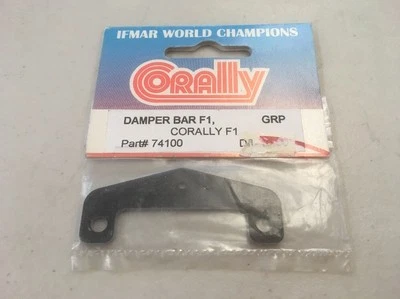 IFMAR WORLD CHAMPIONS
CORALLY
DAMPER BAR F1, GRP
CORALLY F1
Part# 74100